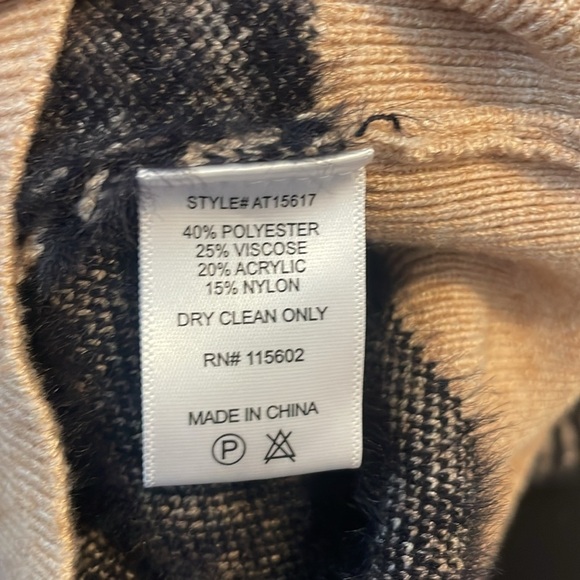 STYLE# AT15617
40% POLYESTER
25% VISCOSE
20% ACRYLIC
15% NYLON
DRY CLEAN ONLY
RN# 115602
MADE IN CHINA
P